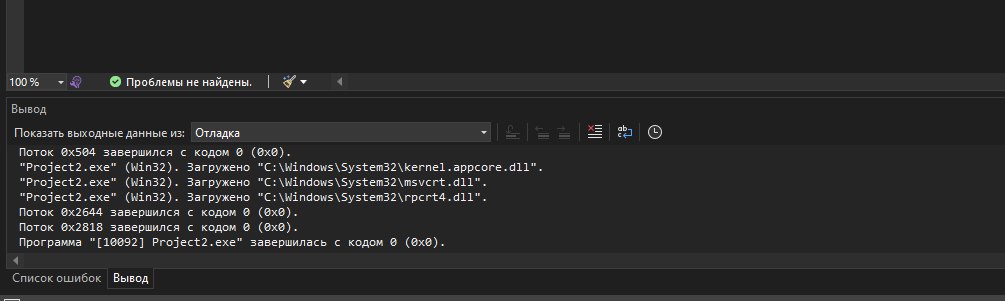 100 %
Проблемы не найдены.
Вывод
Показать выходные данные из: Отладка
Поток 0x504 завершился с кодом 0 (0x0).
"Project2.exe" (Win32). Загружено "C:\Windows\System32\kernel.appcore.dll".
"Project2.exe" (Win32). Загружено "C:\Windows\System32\msvcrt.dll".
"Project2.exe" (Win32). Загружено "C:\Windows\System32\rpcrt4.dll".
Поток 0x2644 завершился с кодом 0 (0x0).
Поток 0x2818 завершился с кодом 0 (0x0).
Программа "[10092] Project2.exe" завершилась с кодом 0 (0x0).
Список ошибок Вывод